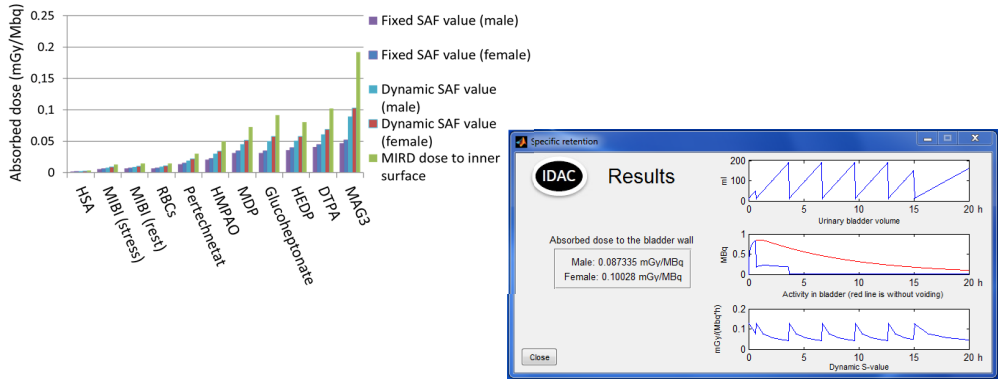 Absorbed dose (mGy/Mbq)
0.25
0.2
0.15
0.1
0.05
0
HSA
MIBI (stress)
MIBI (rest)
RBCs
Pertechnetat
HMPAO
MDP
Glucoheptonate
HEDP
DTPA
MAG3
Fixed SAF value (male)
Fixed SAF value (female)
Dynamic SAF value
(male)
Dynamic SAF value
(female)
MIRD dose to inner
surface
Specific retention
IDAC
Results
Absorbed dose to the bladder wall
Male: 0.087335 mGy/MBq
Female: 0.10028 mGy/MBq
Close
ml
200
100
0
0 5 10 15 20 h
Urinary bladder volume
MBq
1
0.5
0
0 5 10 15 20 h
Activity in bladder (red line is without voiding)
mGy/(Mbq*h)
0.2
0.1
0
0 5 10 15 20 h
Dynamic S-value